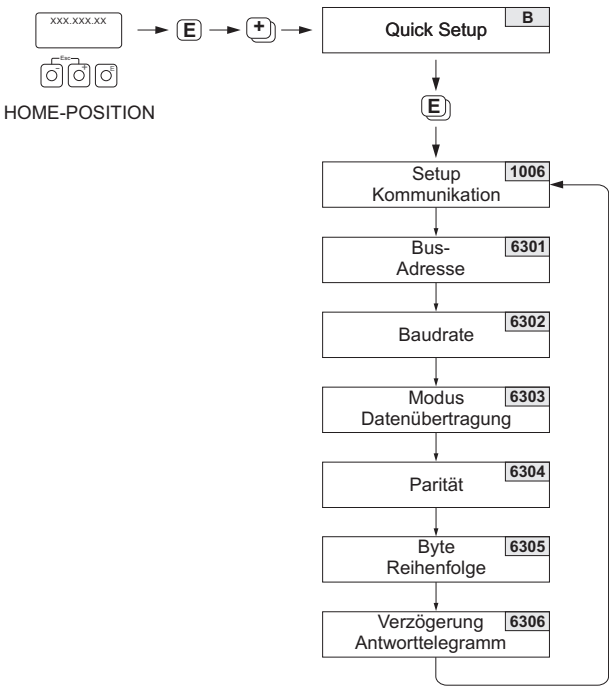 XXX.XXX.XX
Esc
- + E
HOME-POSITION
E
+
B
Quick Setup
E
1006
Setup
Kommunikation
6301
Bus-
Adresse
6302
Baudrate
6303
Modus
Datenübertragung
6304
Parität
6305
Byte
Reihenfolge
6306
Verzögerung
Antworttelegramm